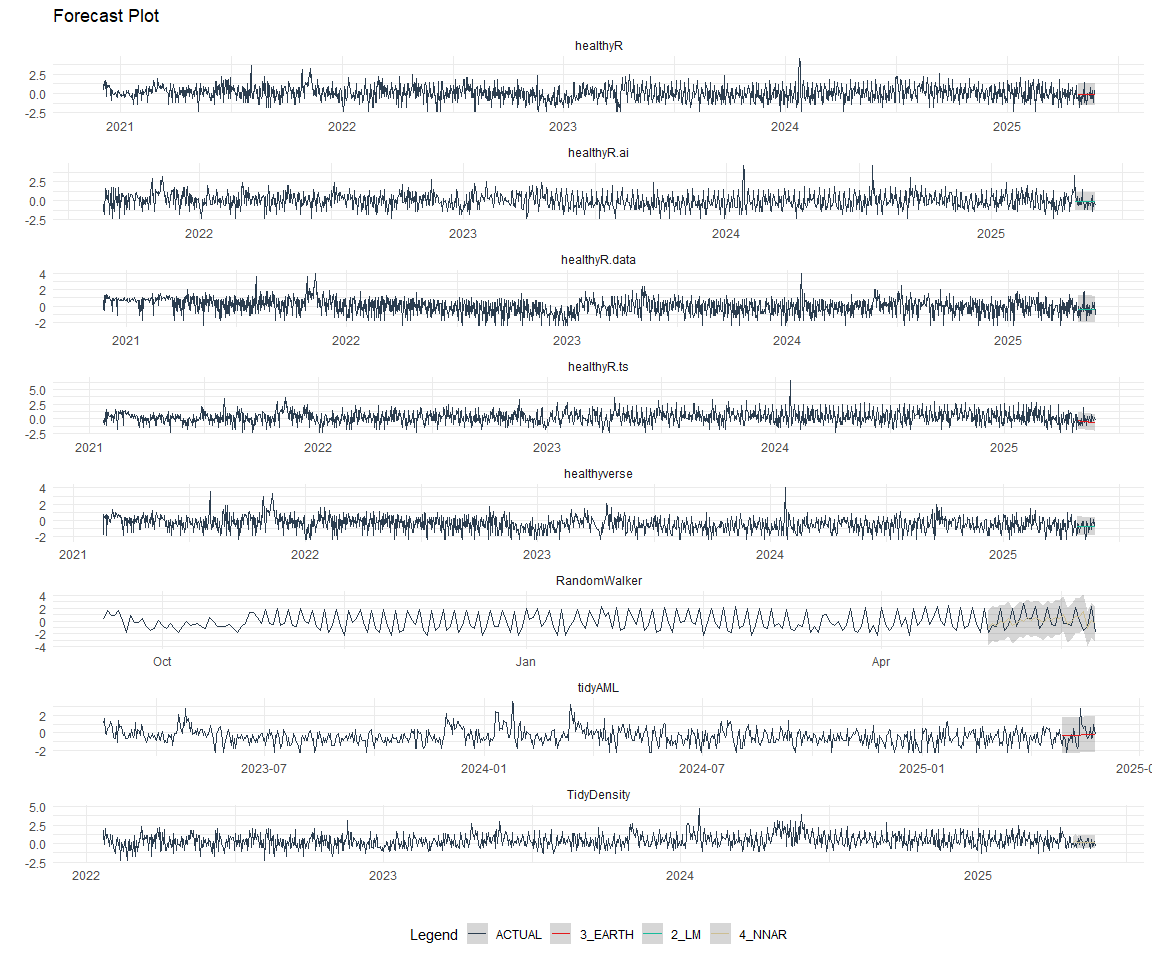 Forecast Plot
healthyR
2.5
0.0
-2.5
2021 2022 2023 2024 2025
healthyR.ai
2.5
0.0
-2.5
2022 2023 2024 2025
healthyR.data
4
2
0
-2
2021 2022 2023 2024 2025
healthyR.ts
5.0
2.5
0.0
-2.5
2021 2022 2023 2024 2025
healthyverse
4
2
0
-2
2021 2022 2023 2024 2025
RandomWalker
4
2
0
-2
-4
Oct Jan Apr
tidyAML
2
0
-2
2023-07 2024-01 2024-07 2025-01 2025-0
TidyDensity
5.0
2.5
0.0
-2.5
2022 2023 2024 2025
Legend ACTUAL 3_EARTH 2_LM 4_NNAR